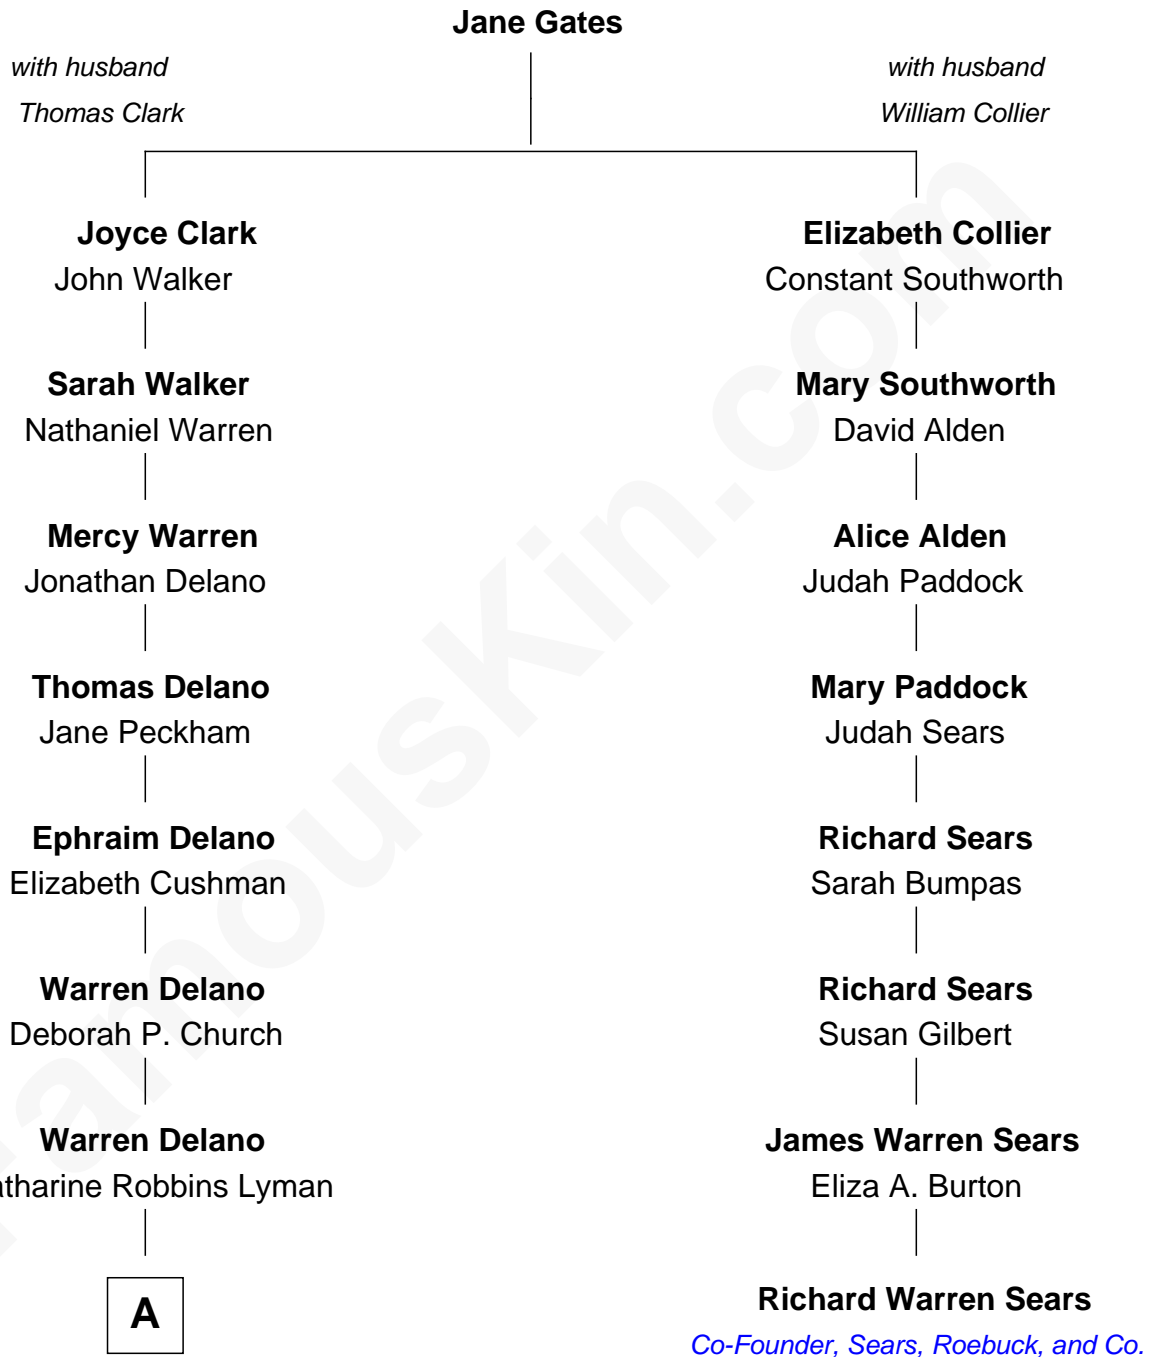 Jane Gates
with husband
Thomas Clark
with husband
William Collier
Joyce Clark
John Walker
Sarah Walker
Nathaniel Warren
Mercy Warren
Jonathan Delano
Thomas Delano
Jane Peckham
Ephraim Delano
Elizabeth Cushman
Warren Delano
Deborah P. Church
Warren Delano
atharine Robbins Lyman
A
Elizabeth Collier
Constant Southworth
Mary Southworth
David Alden
Alice Alden
Judah Paddock
Mary Paddock
Judah Sears
Richard Sears
Sarah Bumpas
Richard Sears
Susan Gilbert
James Warren Sears
Eliza A. Burton
Richard Warren Sears
Co-Founder, Sears, Roebuck, and Co.
FamousKin.com